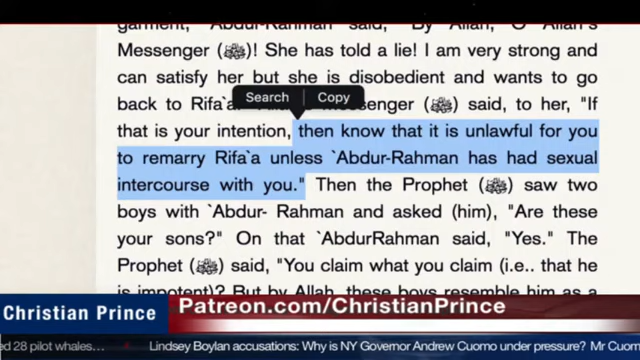 garment, `Abdur-Rahman said, "By Allah, O Allah's
Messenger (ﷺ)! She has told a lie! I am very strong and
can satisfy her but she is disobedient and wants to go
back to Rifa`a." Messenger (ﷺ) said, to her, "If
Search Copy
that is your intention, then know that it is unlawful for you
to remarry Rifa`a unless `Abdur-Rahman has had sexual
intercourse with you." Then the Prophet (ﷺ) saw two
boys with `Abdur- Rahman and asked (him), "Are these
your sons?" On that `AbdurRahman said, "Yes." The
Prophet (ﷺ) said, "You claim what you claim (i.e.. that he
is impotent)? But by Allah, these boys resemble him as a
Christian Prince
Patreon.com/ChristianPrince
ed 28 pilot whales...
Lindsey Boylan accusations: Why is NY Governor Andrew Cuomo under pressure? Mr Cuom